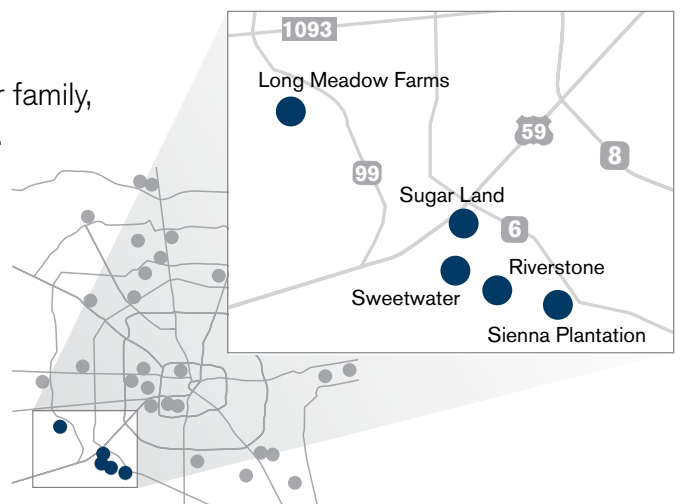 r family,
.
1093
Long Meadow Farms
59
8
99
Sugar Land
6
Riverstone
Sweetwater
Sienna Plantation